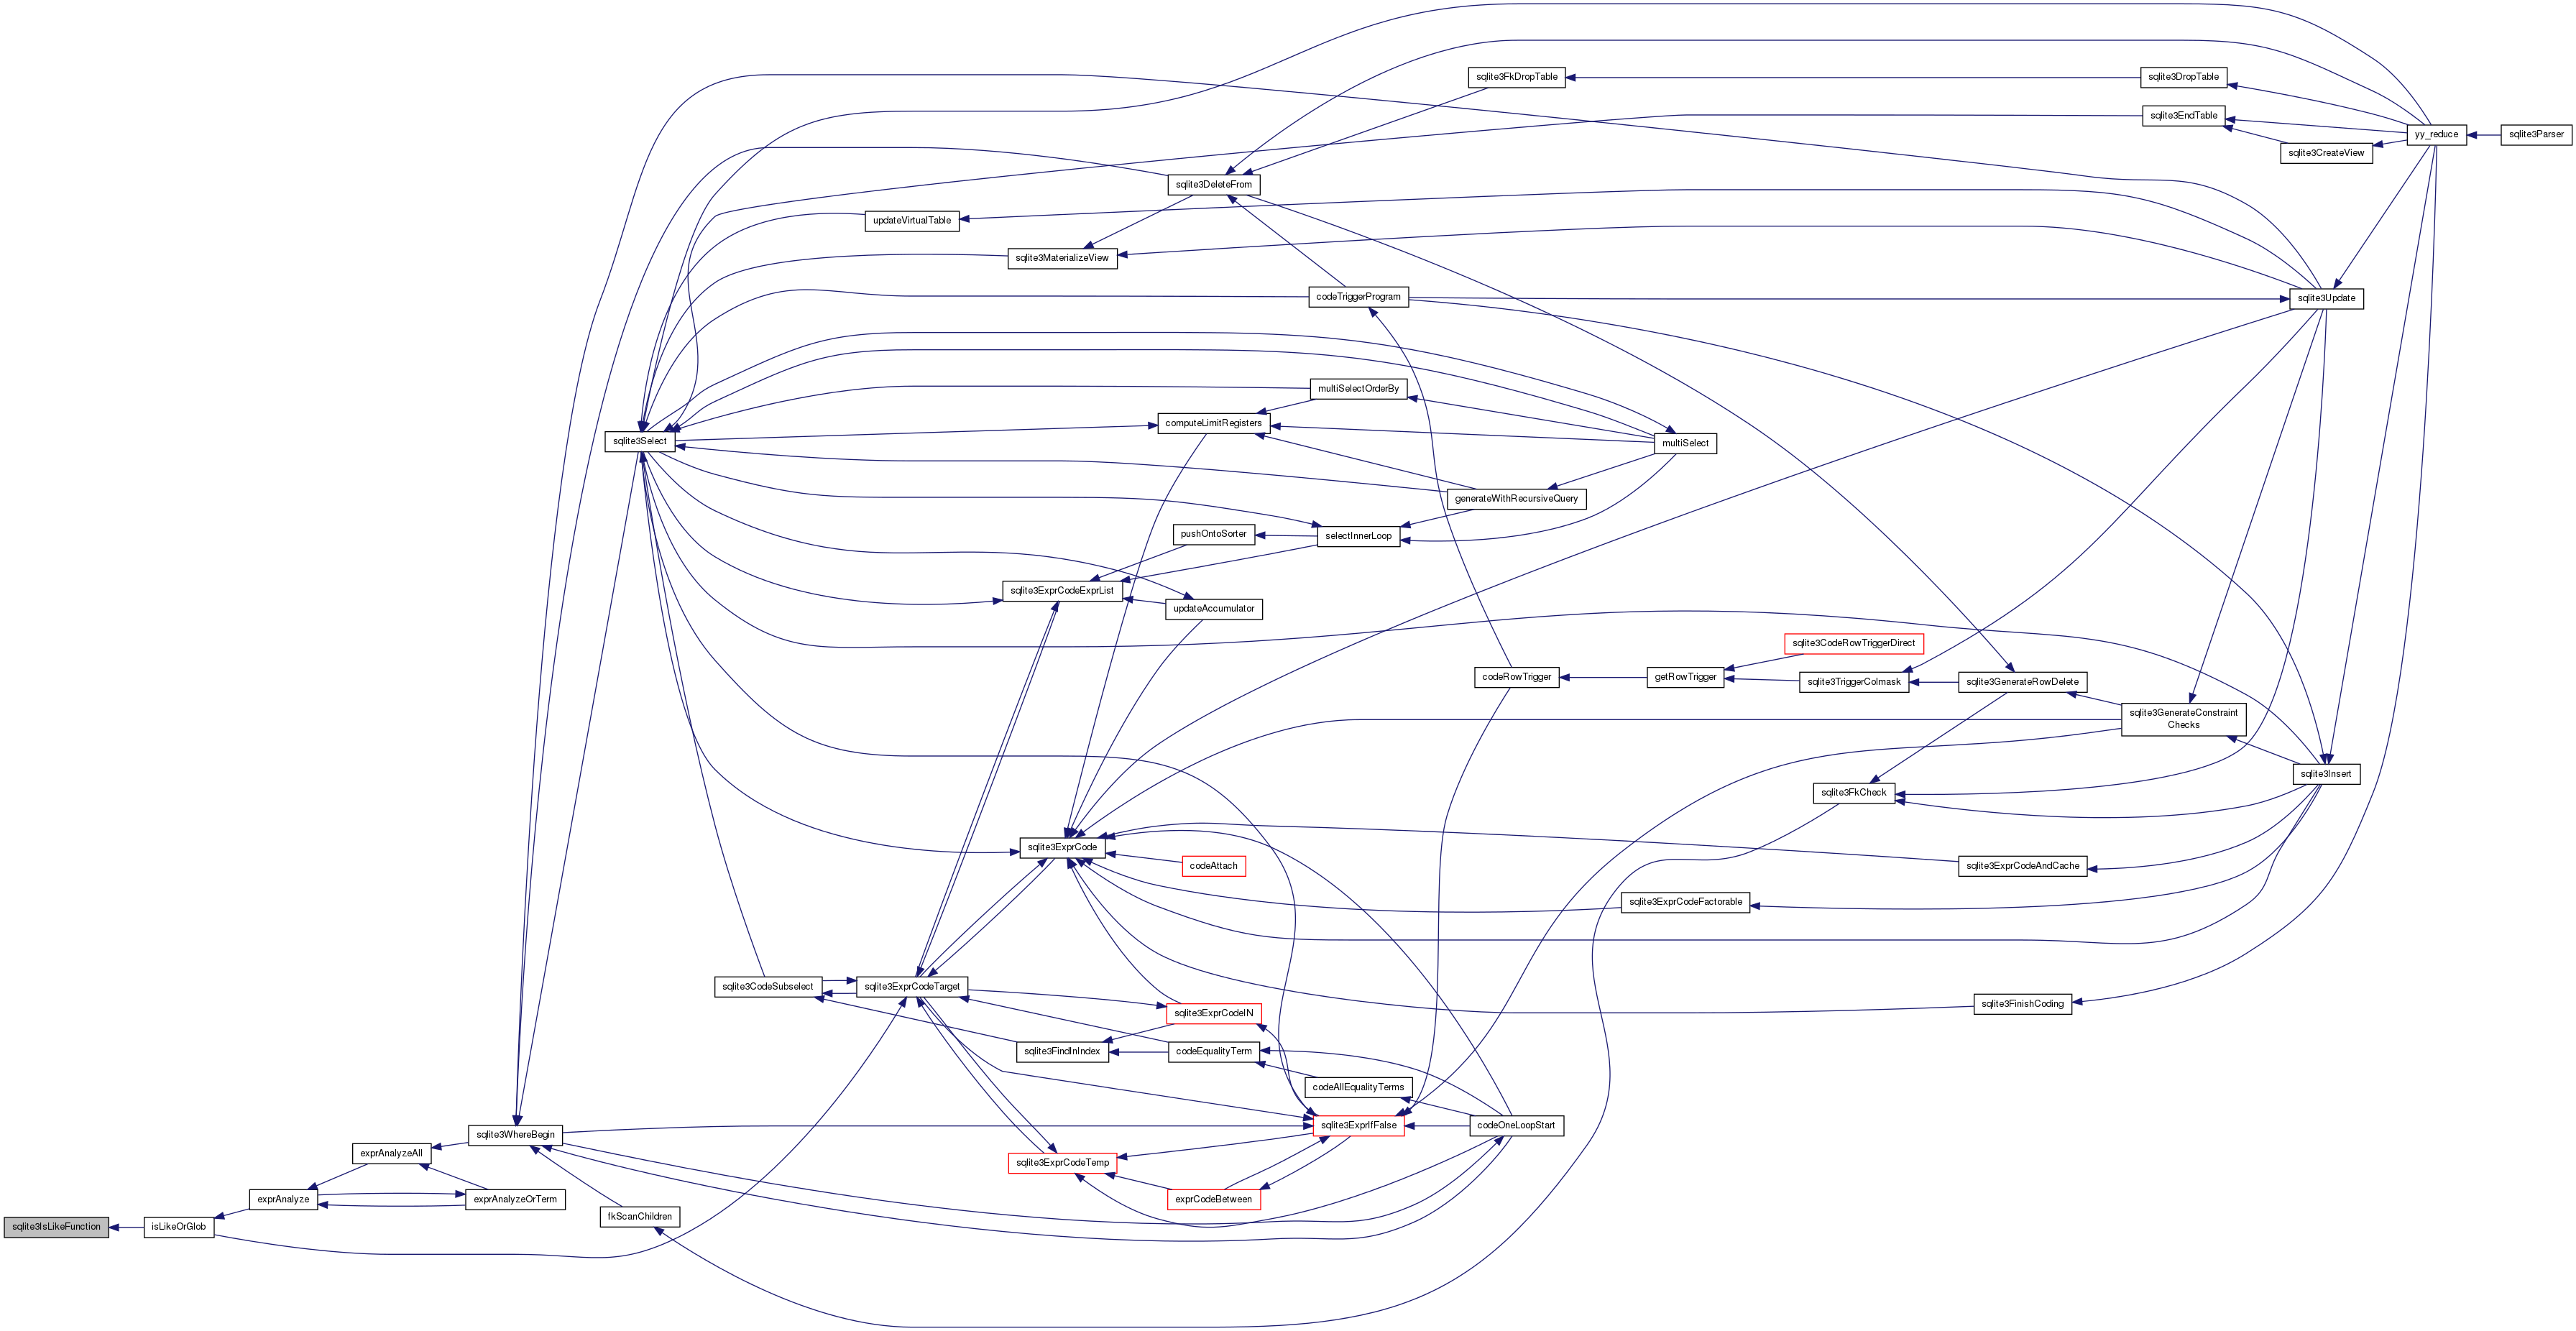 sqlite3FkDropTable
sqlite3DropTable
sqlite3EndTable
yy_reduce
sqlite3Parser
sqlite3CreateView
sqlite3DeleteFrom
updateVirtualTable
sqlite3MaterializeView
codeTriggerProgram
sqlite3Update
multiSelectOrderBy
computeLimitRegisters
sqlite3Select
multiSelect
generateWithRecursiveQuery
pushOntoSorter
selectInnerLoop
sqlite3ExprCodeExprList
updateAccumulator
sqlite3CodeRowTriggerDirect
codeRowTrigger
getRowTrigger
sqlite3TriggerColmask
sqlite3GenerateRowDelete
sqlite3GenerateConstraint
Checks
sqlite3Insert
sqlite3FkCheck
sqlite3ExprCode
codeAttach
sqlite3ExprCodeAndCache
sqlite3ExprCodeFactorable
sqlite3CodeSubselect
sqlite3ExprCodeTarget
sqlite3FinishCoding
sqlite3ExprCodeIN
sqlite3FindInIndex
codeEqualityTerm
codeAllEqualityTerms
sqlite3ExprIfFalse
codeOneLoopStart
sqlite3WhereBegin
exprAnalyzeAll
sqlite3ExprCodeTemp
exprAnalyze
exprAnalyzeOrTerm
exprCodeBetween
fkScanChildren
sqlite3IsLikeFunction
isLikeOrGlob